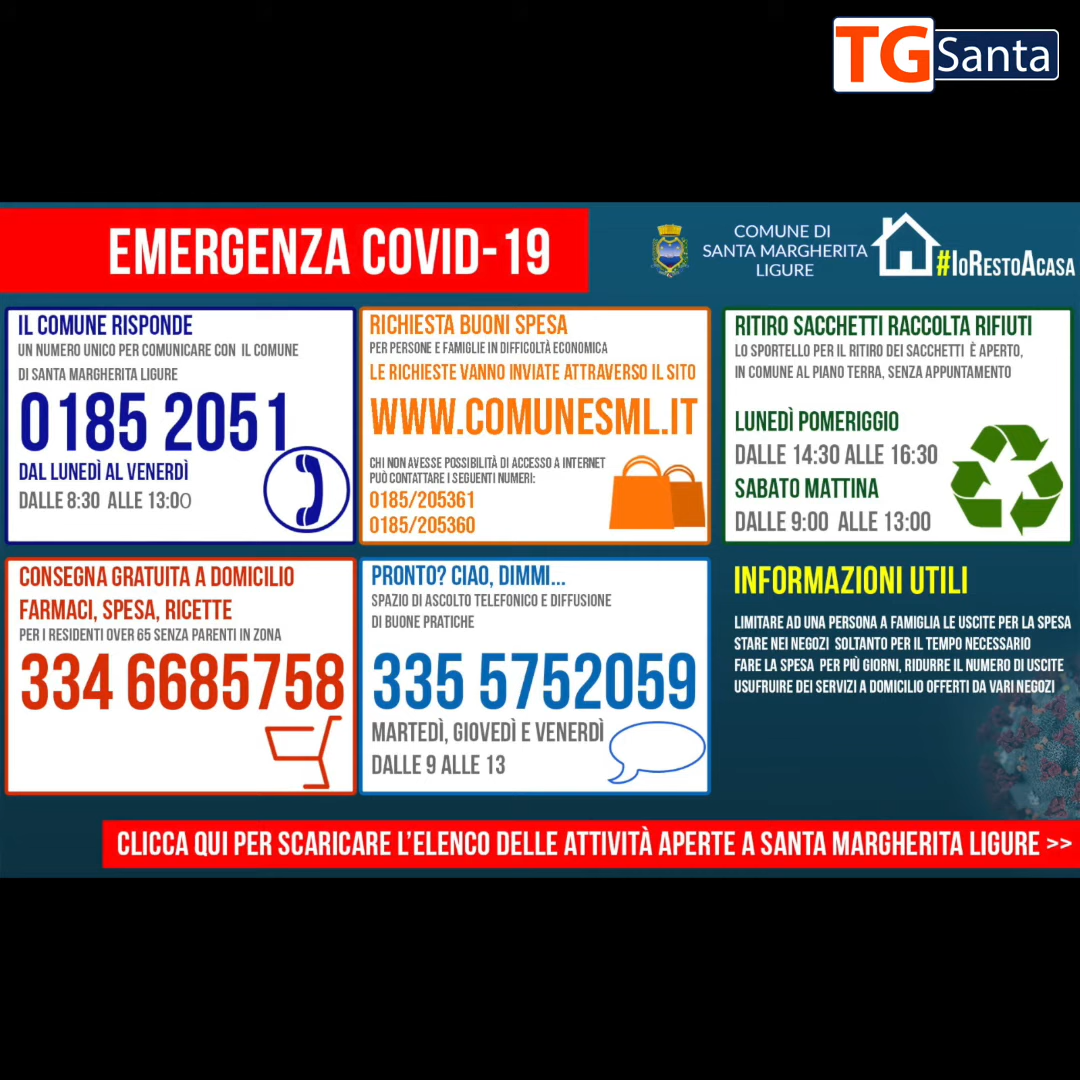 TG Santa
EMERGENZA COVID-19
COMUNE DI
SANTA MARGHERITA
LIGURE
#IoRestoAcasa
IL COMUNE RISPONDE
UN NUMERO UNICO PER COMUNICARE CON IL COMUNE
DI SANTA MARGHERITA LIGURE
0185 2051
DAL LUNEDÌ AL VENERDÌ
DALLE 8:30 ALLE 13:00
RICHIESTA BUONI SPESA
PER PERSONE E FAMIGLIE IN DIFFICOLTÀ ECONOMICA
LE RICHIESTE VANNO INVIATE ATTRAVERSO IL SITO
WWW.COMUNESML.IT
CHI NON AVESSE POSSIBILITÀ DI ACCESSO A INTERNET
PUÒ CONTATTARE I SEGUENTI NUMERI:
0185/205361
0185/205360
RITIRO SACCHETTI RACCOLTA RIFIUTI
LO SPORTELLO PER IL RITIRO DEI SACCHETTI È APERTO,
IN COMUNE AL PIANO TERRA, SENZA APPUNTAMENTO
LUNEDÌ POMERIGGIO
DALLE 14:30 ALLE 16:30
SABATO MATTINA
DALLE 9:00 ALLE 13:00
CONSEGNA GRATUITA A DOMICILIO
FARMACI, SPESA, RICETTE
PER I RESIDENTI OVER 65 SENZA PARENTI IN ZONA
334 6685758
PRONTO? CIAO, DIMMI...
SPAZIO DI ASCOLTO TELEFONICO E DIFFUSIONE
DI BUONE PRATICHE
335 5752059
MARTEDÌ, GIOVEDÌ E VENERDÌ
DALLE 9 ALLE 13
INFORMAZIONI UTILI
LIMITARE AD UNA PERSONA A FAMIGLIA LE USCITE PER LA SPESA
STARE NEI NEGOZI SOLTANTO PER IL TEMPO NECESSARIO
FARE LA SPESA PER PIÙ GIORNI, RIDURRE IL NUMERO DI USCITE
USUFRUIRE DEI SERVIZI A DOMICILIO OFFERTI DA VARI NEGOZI
CLICCA QUI PER SCARICARE L'ELENCO DELLE ATTIVITÀ APERTE A SANTA MARGHERITA LIGURE >>